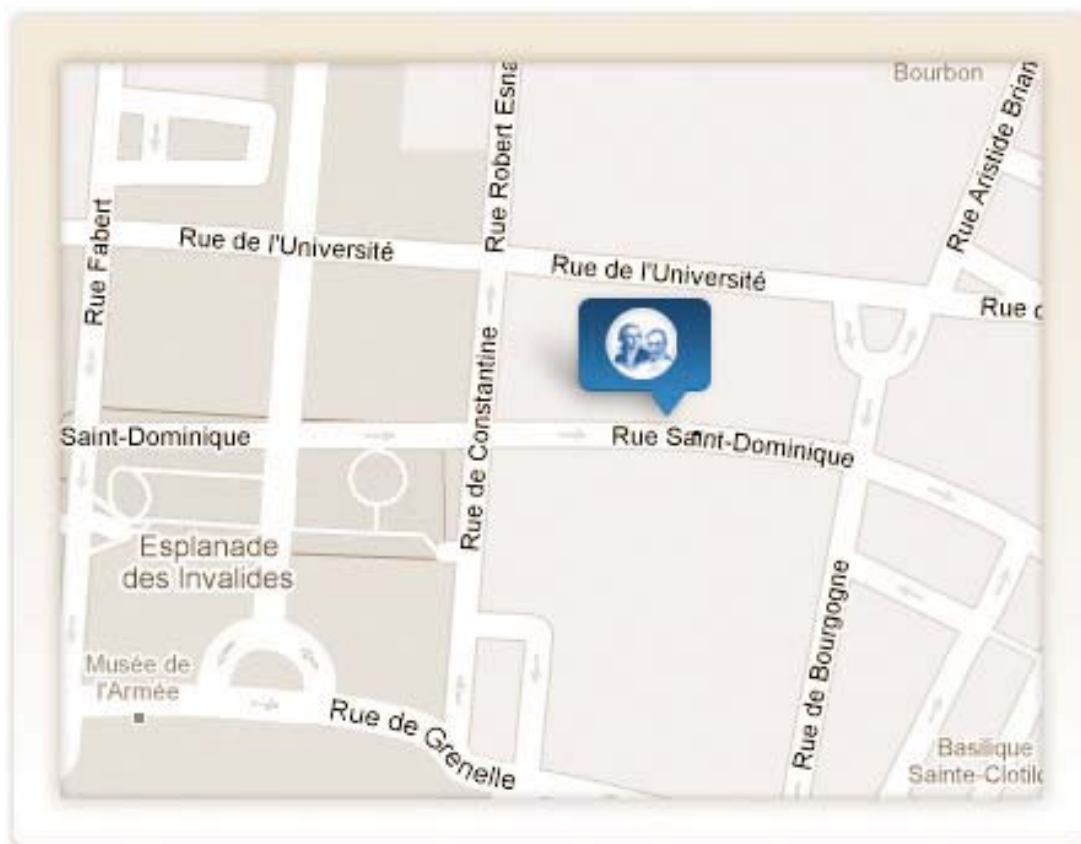 Bourbon
Rue Robert Esna
Rue Aristide Brian
Rue Fabert
Rue de l'Université
Rue de l'Université
Rue d
Rue de Constantine
Saint-Dominique
Rue Saint-Dominique
Esplanade
des Invalides
Rue de Bourgogne
Musée de
l'Armée
Rue de Grenelle
Basilique
Sainte-Clotild